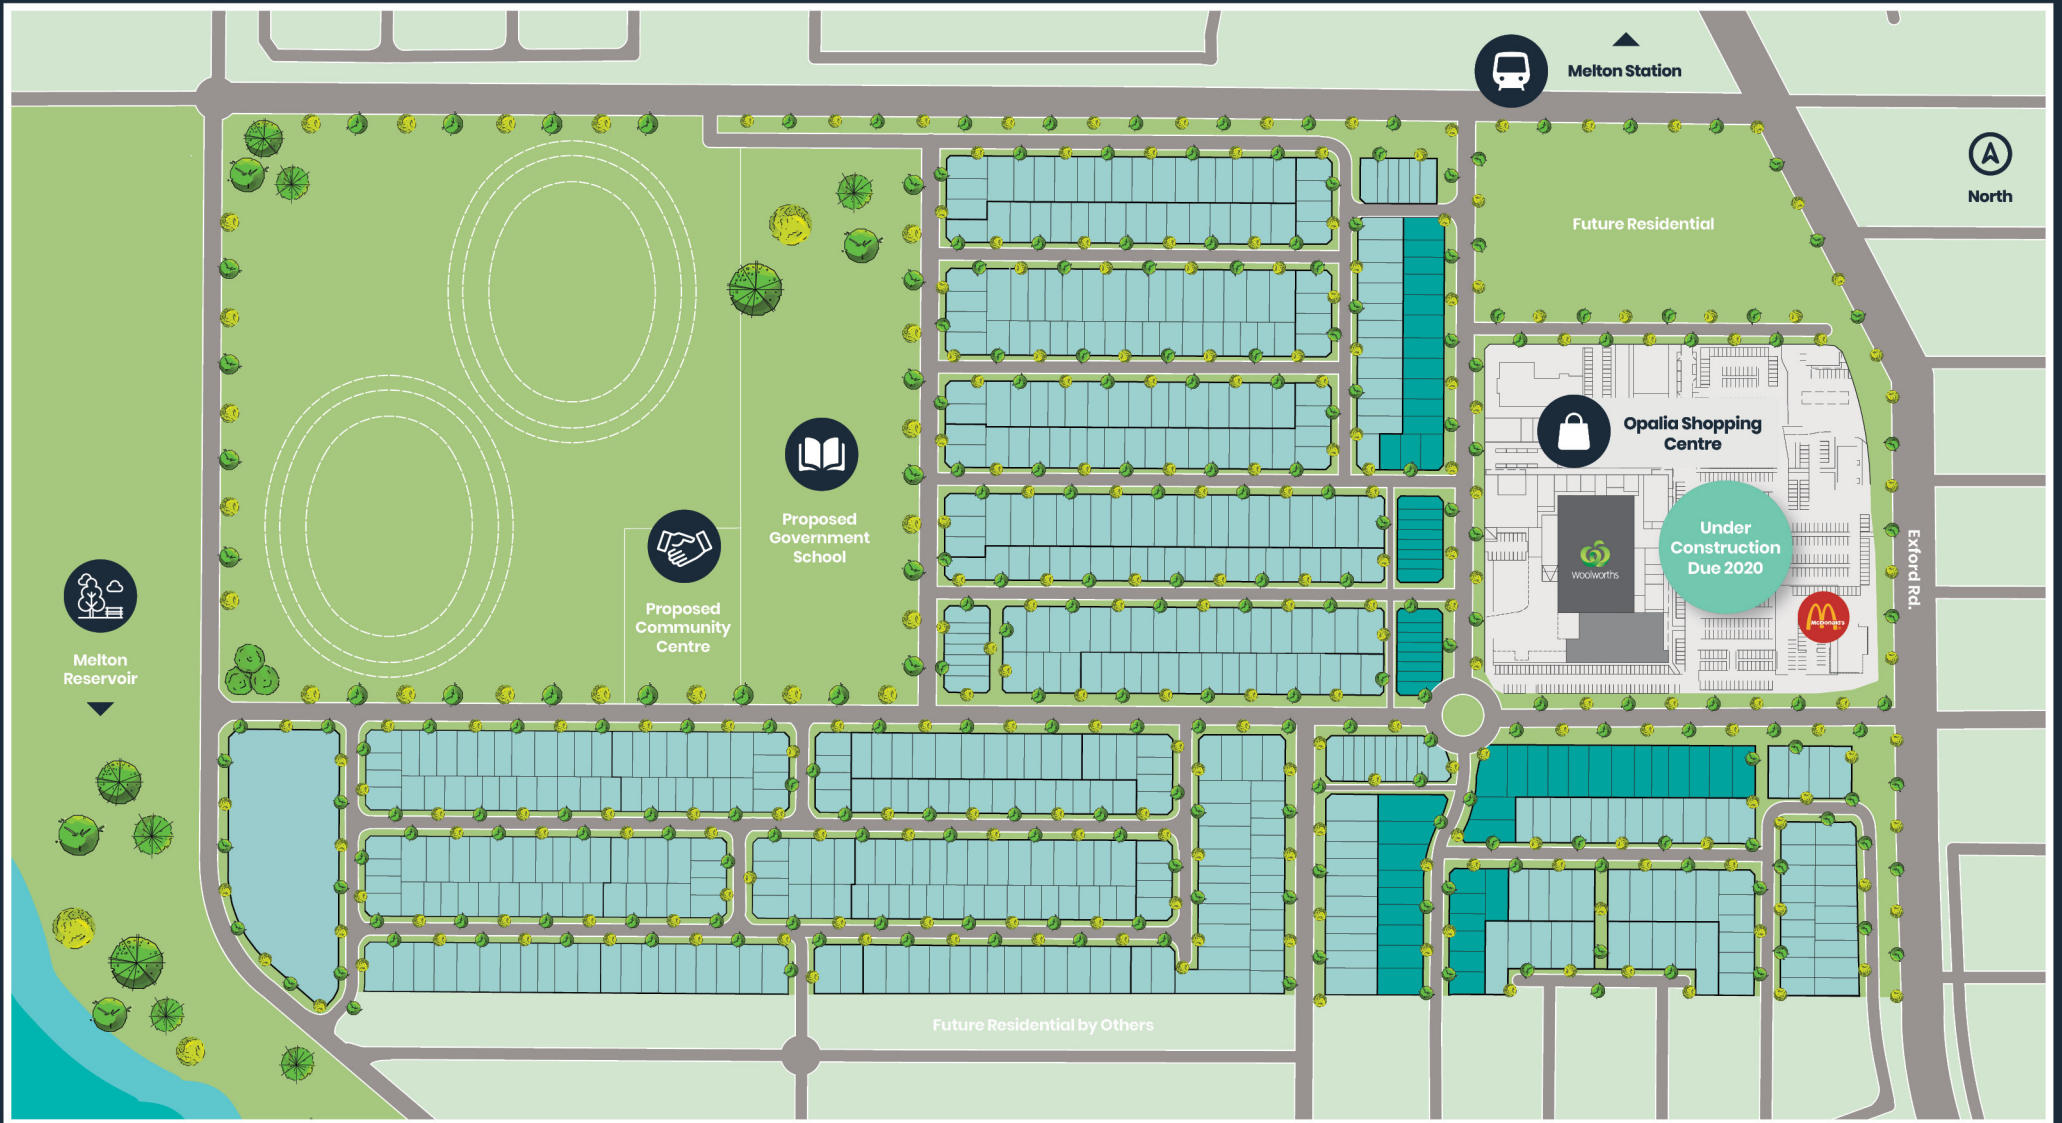 Melton Station
North
Future Residential
Opalia Shopping
Centre
Under
Construction
Due 2020
woolworths
McDonald's
Exford Rd.
Proposed
Government
School
Proposed
Community
Centre
Melton
Reservoir
Future Residential by Others